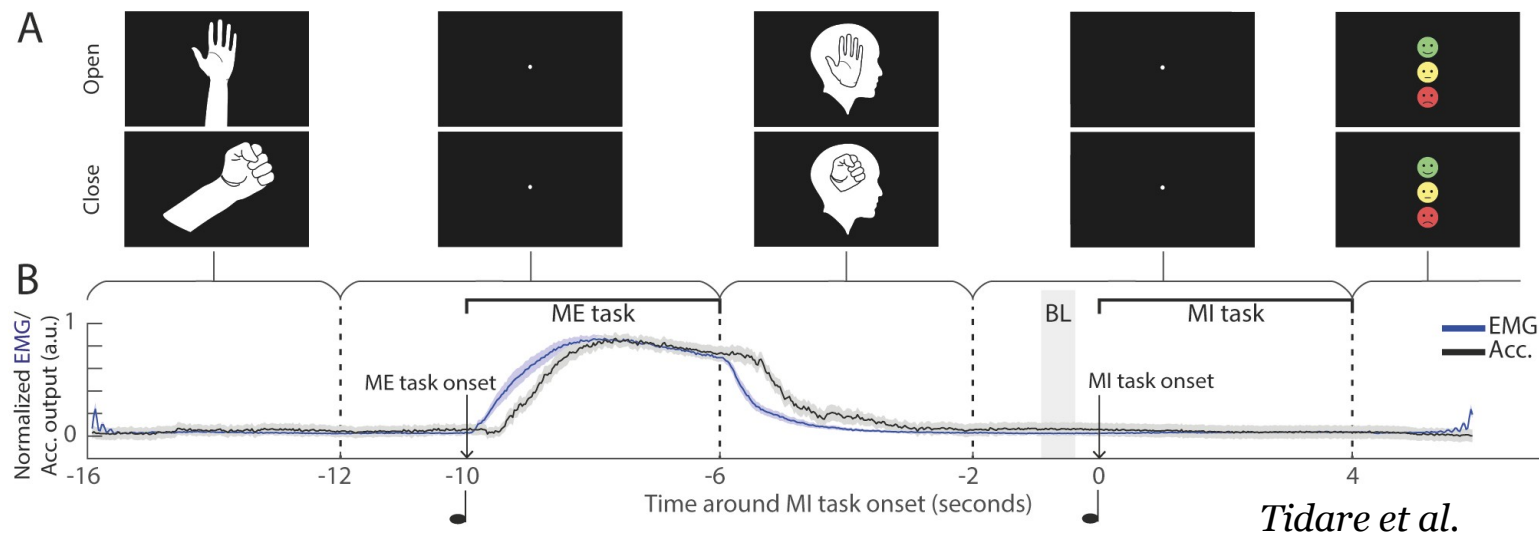 A
Open
Close
B
ME task
BL
MI task
EMG
Acc.
Normalized EMG/
Acc. output (a.u.)
1
0
ME task onset
MI task onset
-16
-12
-10
-6
-2
0
4
Time around MI task onset (seconds)
Tidare et al.